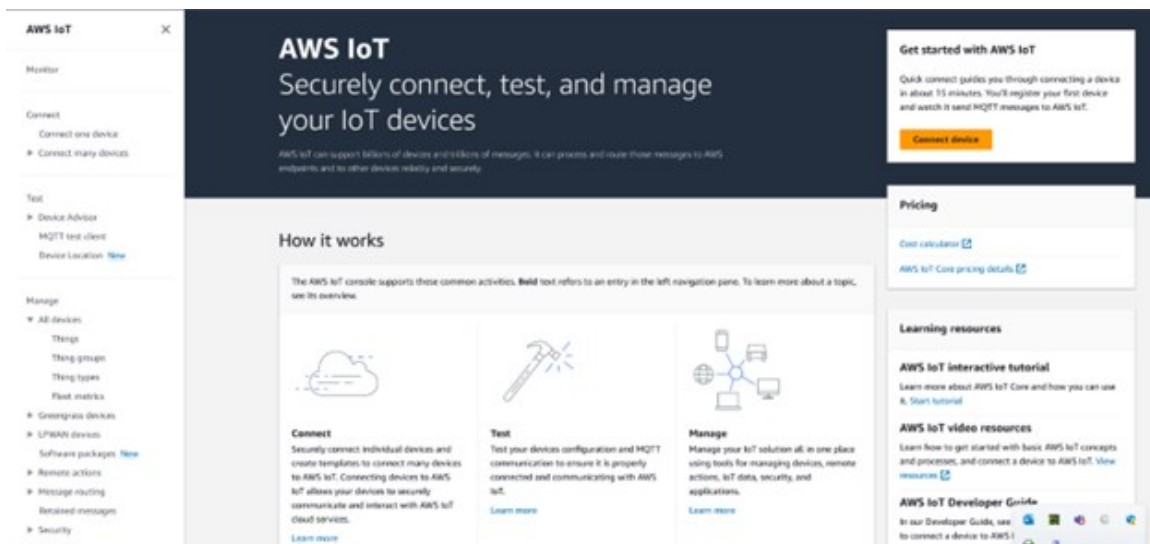 AWS IoT
Monitor
Connect
Connect one device
Connect many devices
Test
Device Advisor
MQTT test client
Device Location New
Manage
All devices
Things
Thing groups
Thing types
Fleet metrics
Greengrass devices
LPWAN devices
Software packages New
Remote actions
Message routing
Retained messages
Security
AWS IoT
Securely connect, test, and manage
your IoT devices
AWS IoT can support billions of devices and trillions of messages. It can process and route those messages to AWS
endpoints and to other devices reliably and securely.
How it works
The AWS IoT console supports these common activities. Bold text refers to an entry in the left navigation pane. To learn more about a topic,
see its overview.
Connect
Securely connect individual devices and
create templates to connect many devices
to AWS IoT. Connecting devices to AWS
IoT allows your devices to securely
communicate and interact with AWS IoT
cloud services.
Learn more
Test
Test your devices configuration and MQTT
communication to ensure it is properly
connected and communicating with AWS
IoT.
Learn more
Manage
Manage your IoT solution all in one place
using tools for managing devices, remote
actions, IoT data, security, and
applications.
Learn more
Get started with AWS IoT
Quick connect guides you through connecting a device
in about 15 minutes. You'll register your first device
and watch it send MQTT messages to AWS IoT.
Connect device
Pricing
Cost calculator
AWS IoT Core pricing details
Learning resources
AWS IoT interactive tutorial
Learn more about AWS IoT Core and how you can use
it. Start tutorial
AWS IoT video resources
Learn how to get started with basic AWS IoT concepts
and processes, and connect a device to AWS IoT. View
resources
AWS IoT Developer Guide
In our Developer Guide, see
to connect a device to AWS